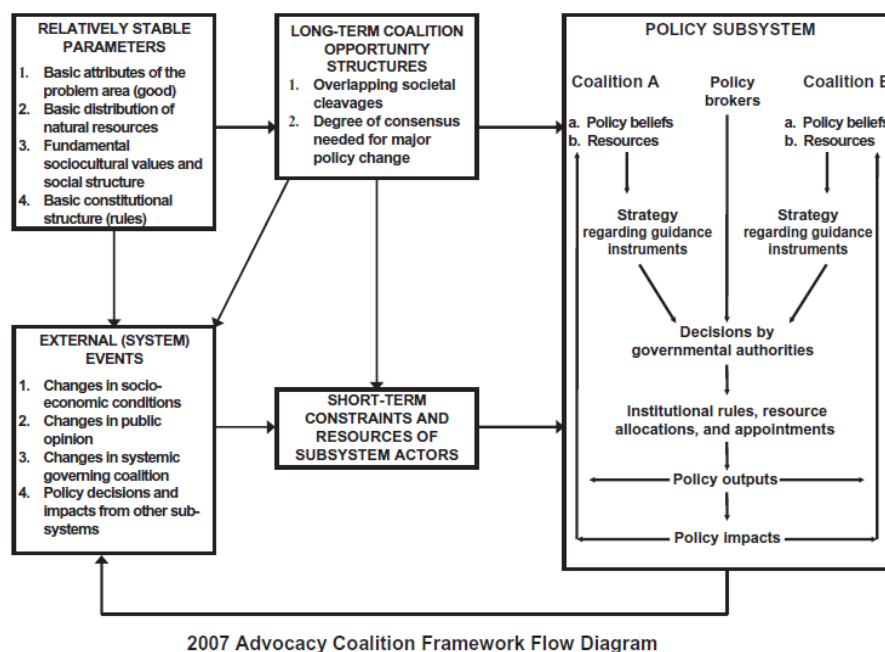 RELATIVELY STABLE
PARAMETERS
1. Basic attributes of the
problem area (good)
2. Basic distribution of
natural resources
3. Fundamental
sociocultural values and
social structure
4. Basic constitutional
structure (rules)
LONG-TERM COALITION
OPPORTUNITY
STRUCTURES
1. Overlapping societal
cleavages
2. Degree of consensus
needed for major
policy change
EXTERNAL (SYSTEM)
EVENTS
1. Changes in socio-
economic conditions
2. Changes in public
opinion
3. Changes in systemic
governing coalition
4. Policy decisions and
impacts from other sub-
systems
SHORT-TERM
CONSTRAINTS AND
RESOURCES OF
SUBSYSTEM ACTORS
POLICY SUBSYSTEM
Coalition A
a. Policy beliefs
b. Resources
Strategy
regarding guidance
instruments
Policy
brokers
Coalition B
a. Policy beliefs
b. Resources
Strategy
regarding guidance
instruments
Decisions by
governmental authorities
Institutional rules, resource
allocations, and appointments
Policy outputs
Policy impacts
2007 Advocacy Coalition Framework Flow Diagram